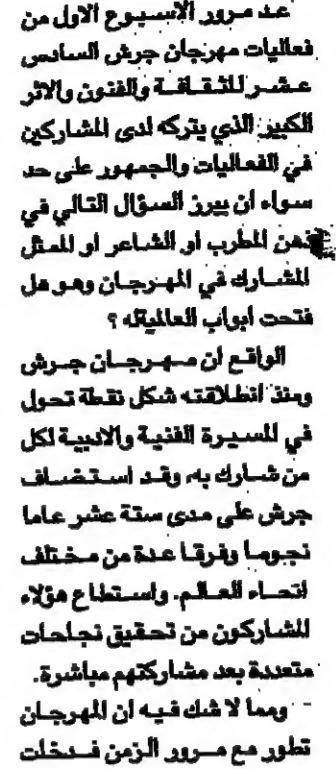 عند مرور الاسبوع الاول من
فعاليات مهرجان جرش السادس
عشر للثقافة والفنون والاثر
الكبير الذي يتركه لدى المشاركين
في الفعاليات والجمهور على حد
سواء ان يبرز السؤال التالي في
ذهن المطرب او الشاعر او الممثل
المشارك في المهرجان وهو هل
فتحت ابواب العالمية له ؟
الواقع ان مهرجان جرش
ومنذ انطلاقته شكل نقطة تحول
في المسيرة الفنية والادبية لكل
من شارك به وقد استضاف
جرش على مدى ستة عشر عاما
نجوما وفرقا عدة من مختلف
انحاء العالم. واستطاع هؤلاء
المشاركون من تحقيق نجاحات
متعددة بعد مشاركتهم مباشرة.
- ومما لا شك فيه ان المهرجان
تطور مع مرور الزمن فدخلت